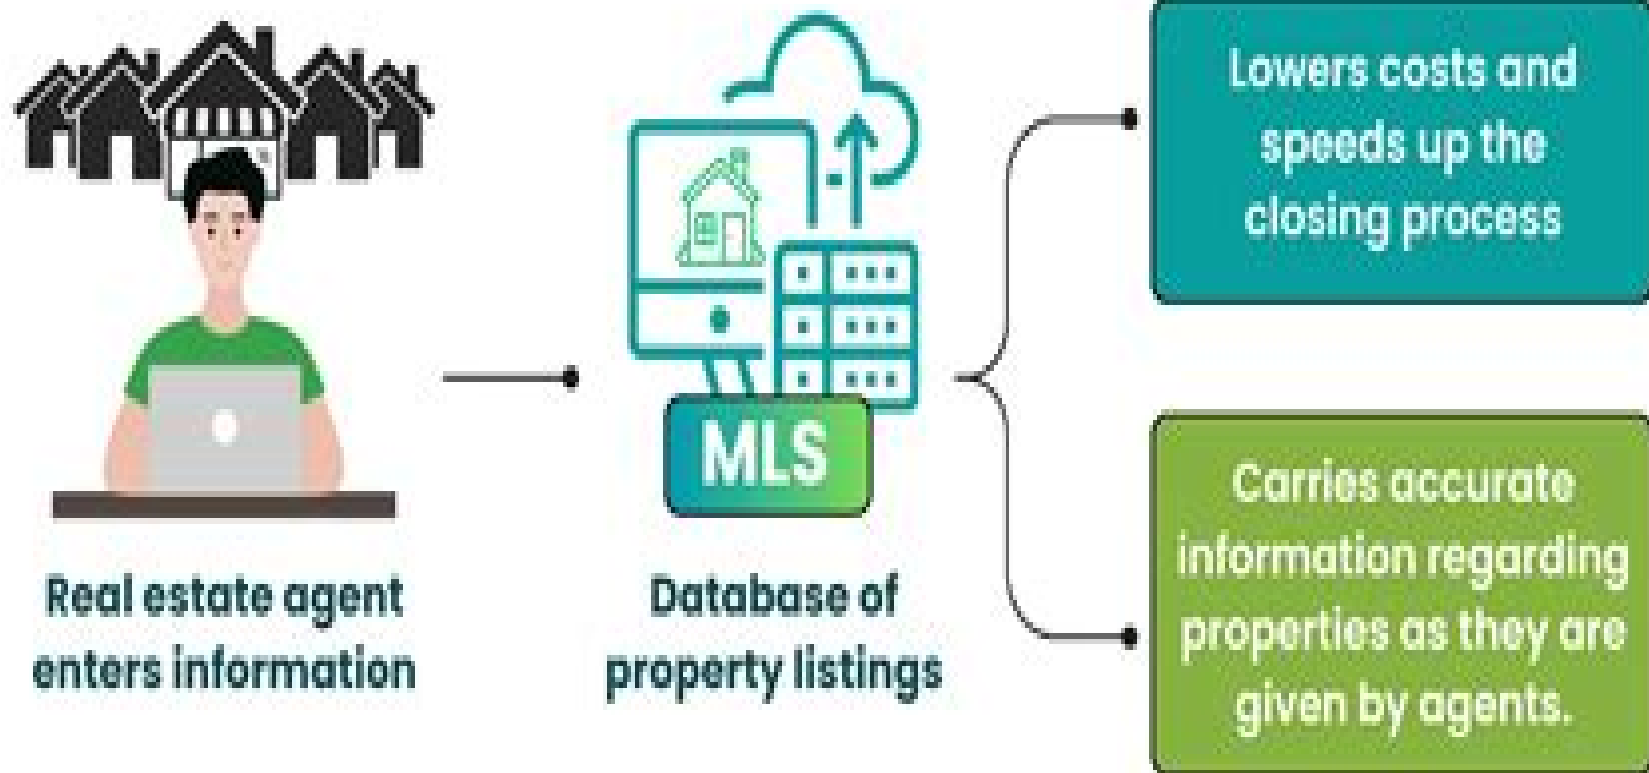 Real estate agent
enters information
MLS
Database of
property listings
Lowers costs and
speeds up the
closing process
Carries accurate
information regarding
properties as they are
given by agents.